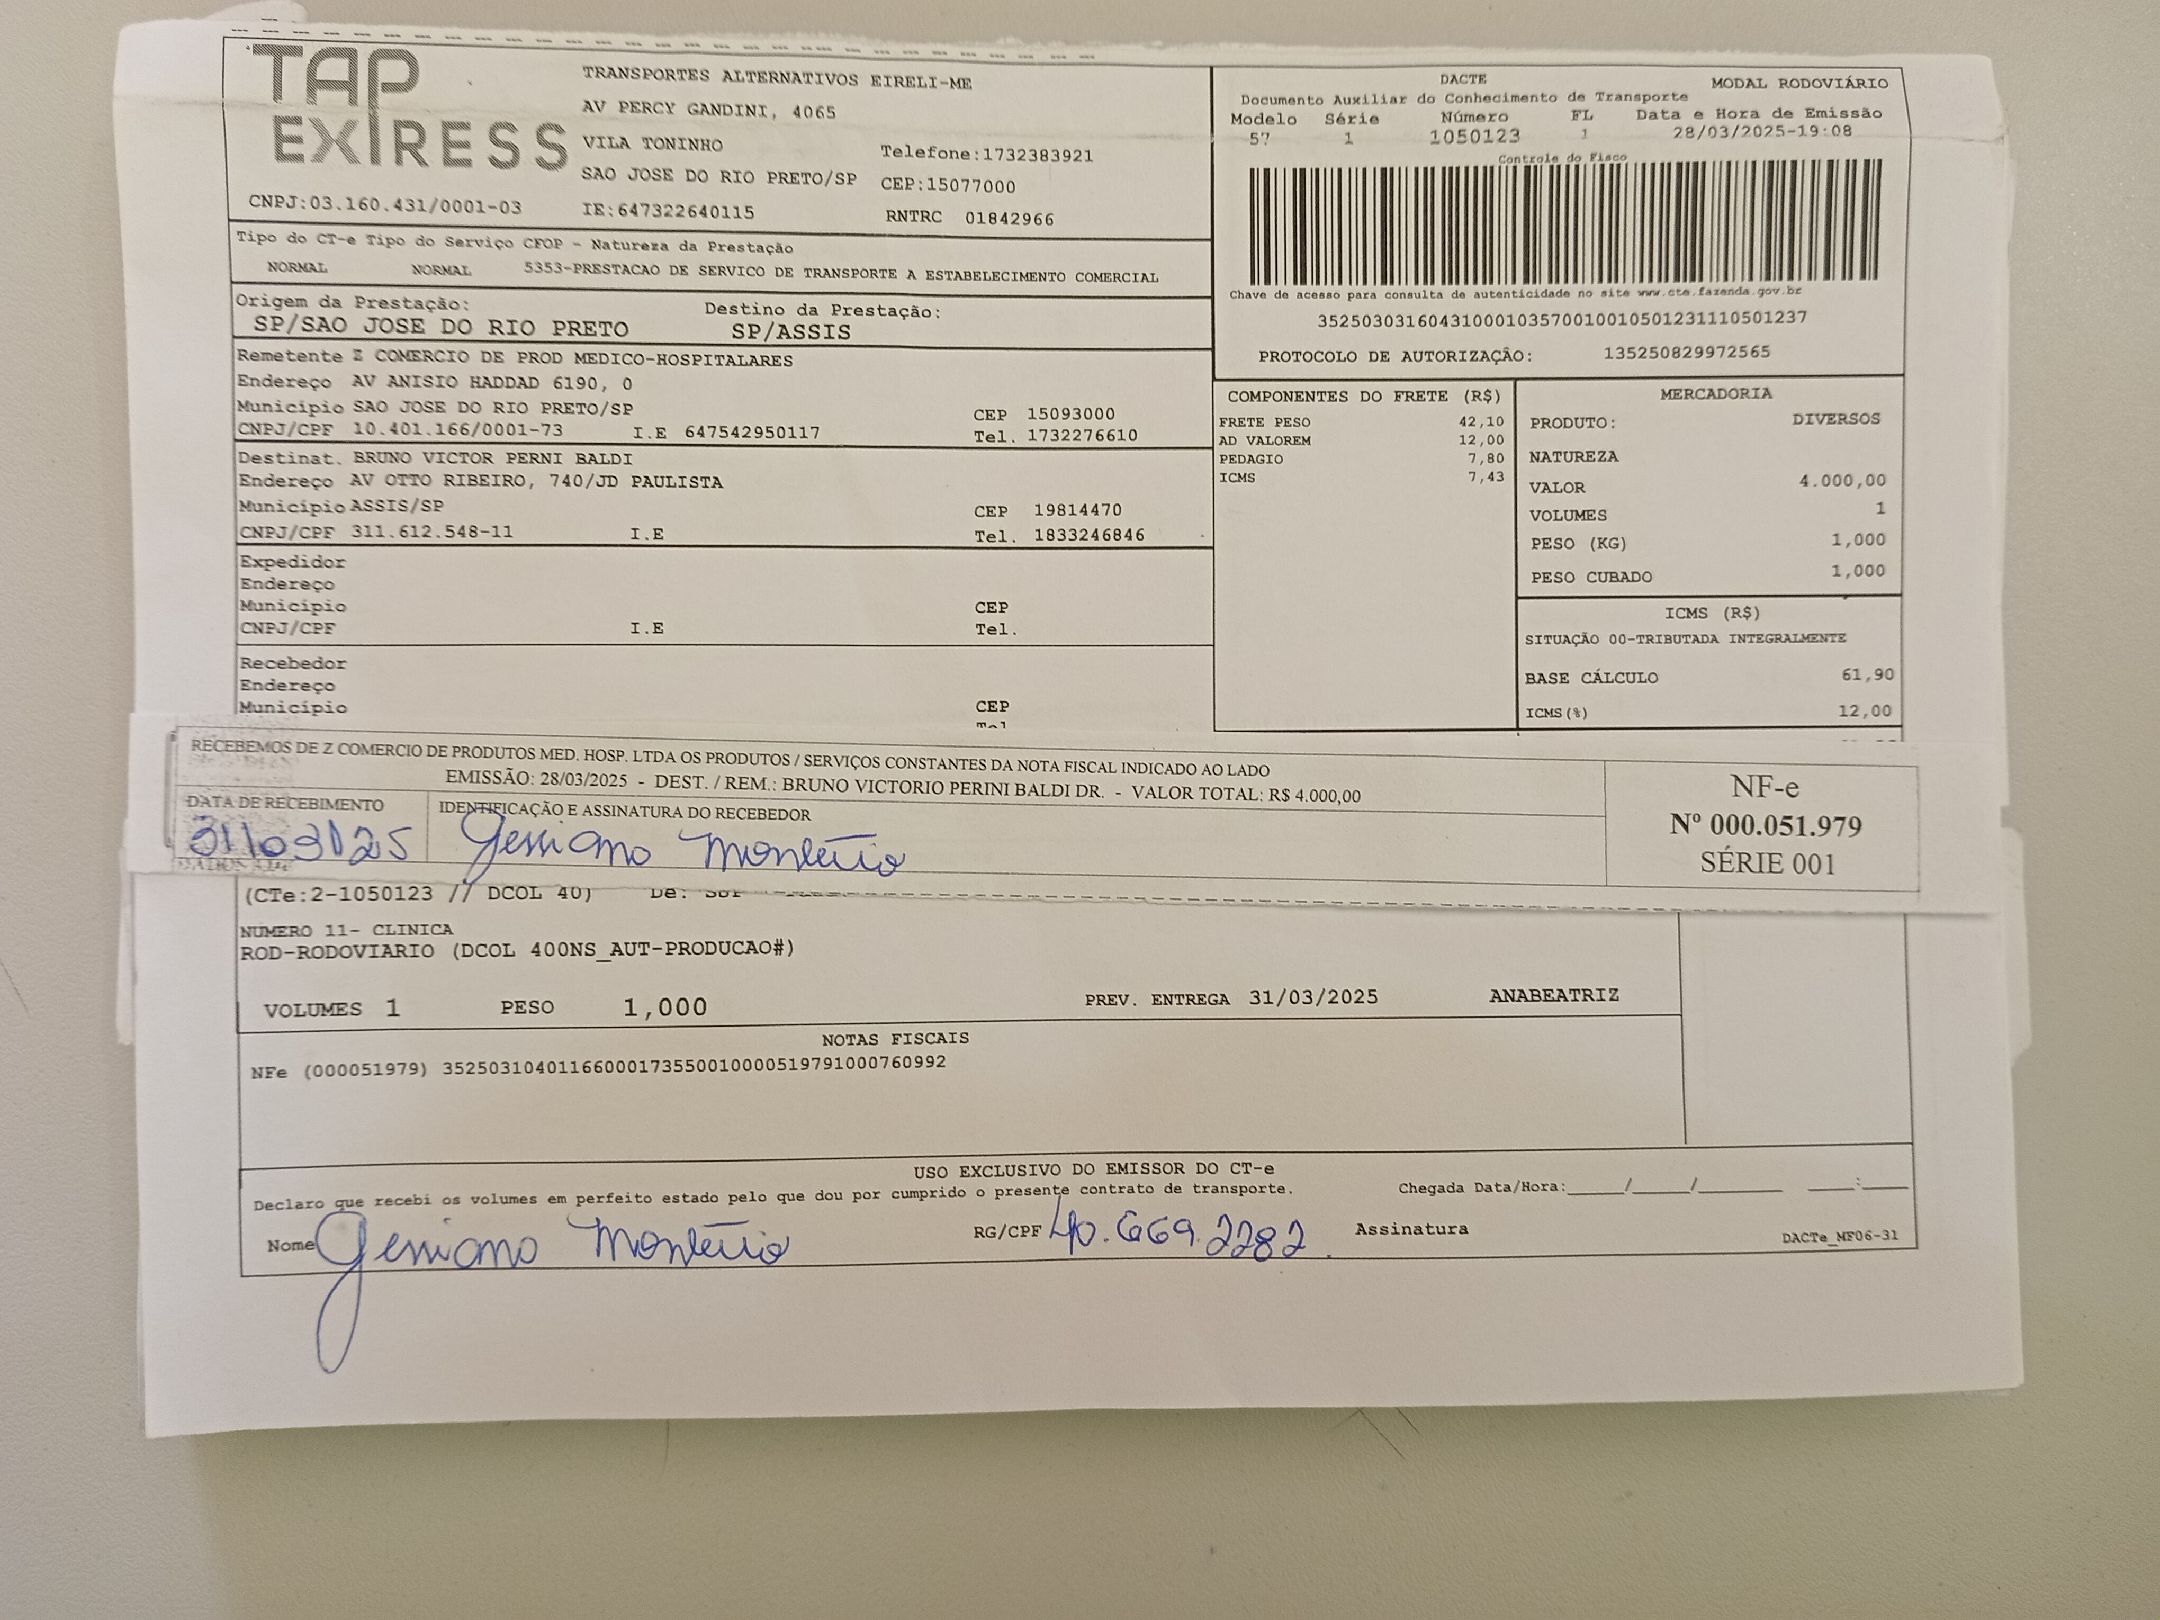 TAP EXPRESS
TRANSPORTES ALTERNATIVOS EIRELI-ME
AV PERCY GANDINI, 4065
VILA TONINHO
Telefone:1732383921
SAO JOSE DO RIO PRETO/SP CEP:15077000
CNPJ:03.160.431/0001-03 IE:647322640115 RNTRC 01842966
DACTE MODAL RODOVIÁRIO
Documento Auxiliar do Conhecimento de Transporte
Modelo Série Número FL Data e Hora de Emissão
57 1 1050123 1 28/03/2025-19:08
Controle do Fisco
Chave de acesso para consulta de autenticidade no site www.cte.fazenda.gov.br
35250303160431000103570010010501231110501237
PROTOCOLO DE AUTORIZAÇÃO: 135250829972565
Tipo do CT-e Tipo do Serviço CFOP - Natureza da Prestação
NORMAL NORMAL 5353-PRESTACAO DE SERVICO DE TRANSPORTE A ESTABELECIMENTO COMERCIAL
Origem da Prestação: Destino da Prestação:
SP/SAO JOSE DO RIO PRETO SP/ASSIS
Remetente Z COMERCIO DE PROD MEDICO-HOSPITALARES
Endereço AV ANISIO HADDAD 6190, 0
Município SAO JOSE DO RIO PRETO/SP CEP 15093000
CNPJ/CPF 10.401.166/0001-73 I.E 647542950117 Tel. 1732276610
Destinat. BRUNO VICTOR PERNI BALDI
Endereço AV OTTO RIBEIRO, 740/JD PAULISTA
Município ASSIS/SP CEP 19814470
CNPJ/CPF 311.612.548-11 I.E Tel. 1833246846
Expedidor
Endereço
Município CEP
CNPJ/CPF I.E Tel.
Recebedor
Endereço
Município CEP
Tel
COMPONENTES DO FRETE (R$)
FRETE PESO 42,10
AD VALOREM 12,00
PEDAGIO 7,80
ICMS 7,43
MERCADORIA
PRODUTO: DIVERSOS
NATUREZA
VALOR 4.000,00
VOLUMES 1
PESO (KG) 1,000
PESO CUBADO 1,000
ICMS (R$)
SITUAÇÃO 00-TRIBUTADA INTEGRALMENTE
BASE CÁLCULO 61,90
ICMS(%) 12,00
RECEBEMOS DE Z COMERCIO DE PRODUTOS MED. HOSP. LTDA OS PRODUTOS / SERVIÇOS CONSTANTES DA NOTA FISCAL INDICADO AO LADO
EMISSÃO: 28/03/2025 - DEST. / REM.: BRUNO VICTORIO PERINI BALDI DR. - VALOR TOTAL: R$ 4.000,00
DATA DE RECEBIMENTO IDENTIFICAÇÃO E ASSINATURA DO RECEBEDOR
31/03/25
NF-e
Nº 000.051.979
SÉRIE 001
(CTe:2-1050123 // DCOL 40) De:
NUMERO 11- CLINICA
ROD-RODOVIARIO (DCOL 400NS_AUT-PRODUCAO#)
VOLUMES 1 PESO 1,000 PREV. ENTREGA 31/03/2025 ANABEATRIZ
NOTAS FISCAIS
NFe (000051979) 35250310401166000173550010000519791000760992
USO EXCLUSIVO DO EMISSOR DO CT-e
Declaro que recebi os volumes em perfeito estado pelo que dou por cumprido o presente contrato de transporte. Chegada Data/Hora:____/____/______ ____:____
Nome RG/CPF 40.669.2282 Assinatura
DACTe_MF06-31